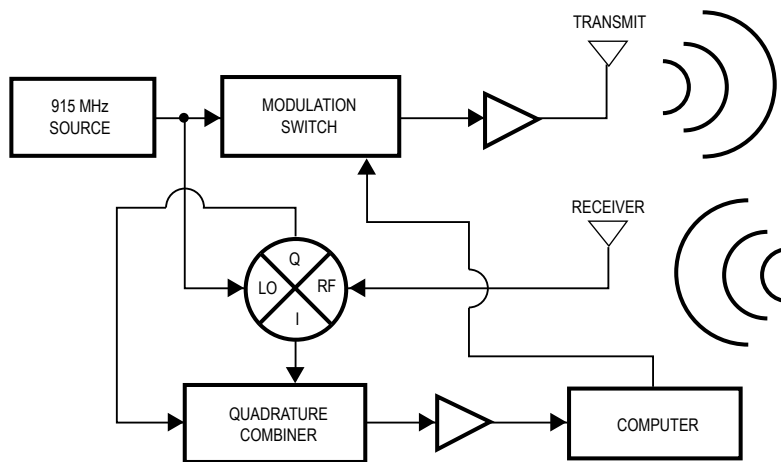 TRANSMIT
915 MHz
SOURCE
MODULATION
SWITCH
RECEIVER
Q
LO
RF
I
QUADRATURE
COMBINER
COMPUTER